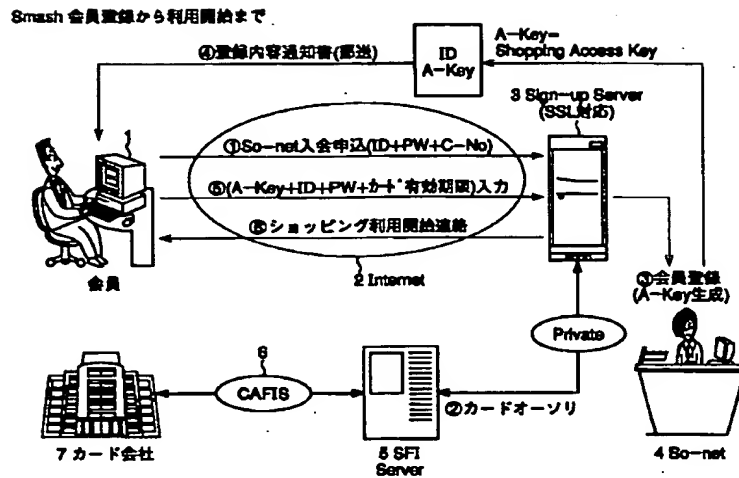 Smash 会員登録から利用開始まで
④登録内容通知書(郵送)
ID
A-Key
A-Key=
Shopping Access Key
3 Sign-up Server
(SSL対応)
1
①So-net入会申込(ID+PW+C-No)
⑤(A-Key+ID+PW+カード有効期限)入力
⑥ショッピング利用開始連絡
2 Internet
会員
③会員登録
(A-Key生成)
Private
6
CAFIS
②カードオーソリ
7 カード会社
5 SFI
Server
4 So-net